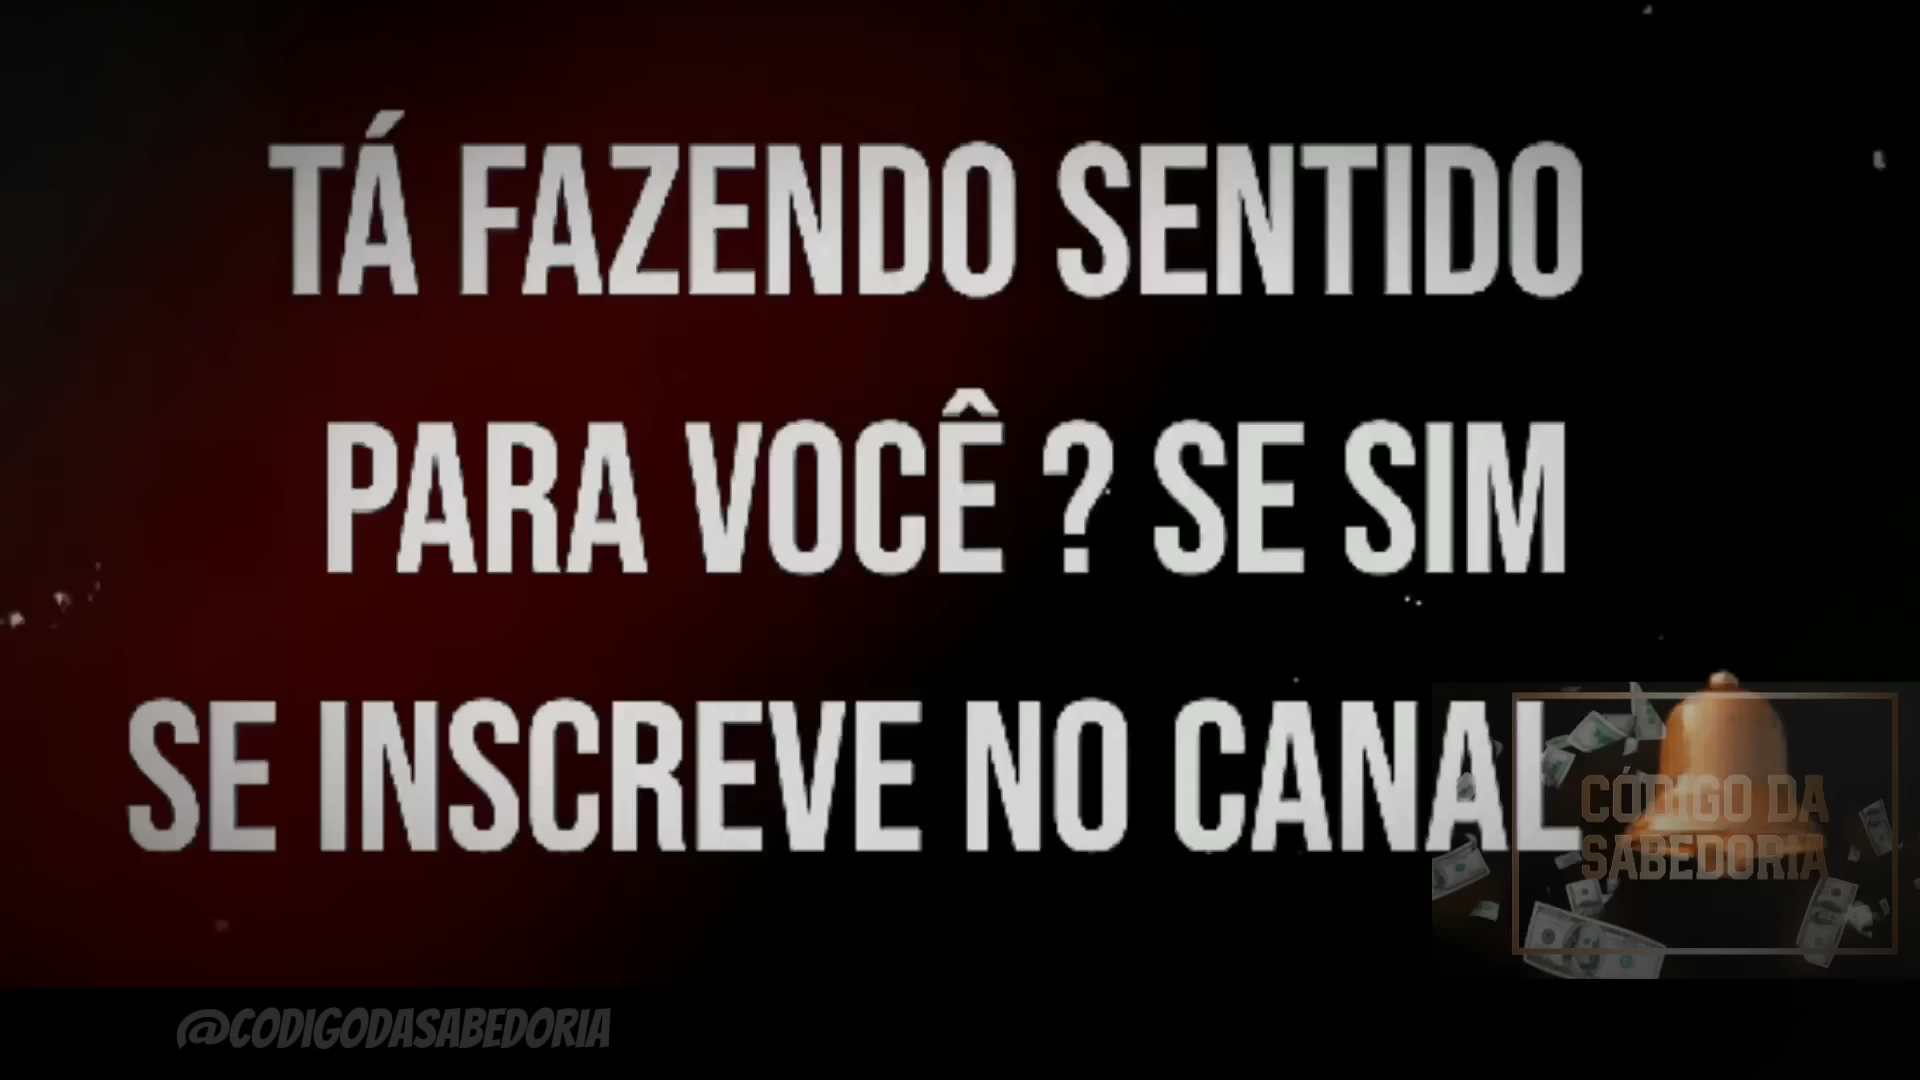 TÁ FAZENDO SENTIDO
PARA VOCÊ ? SE SIM
SE INSCREVE NO CANAL
CÓDIGO DA
SABEDORIA
@CODIGODASABEDORIA